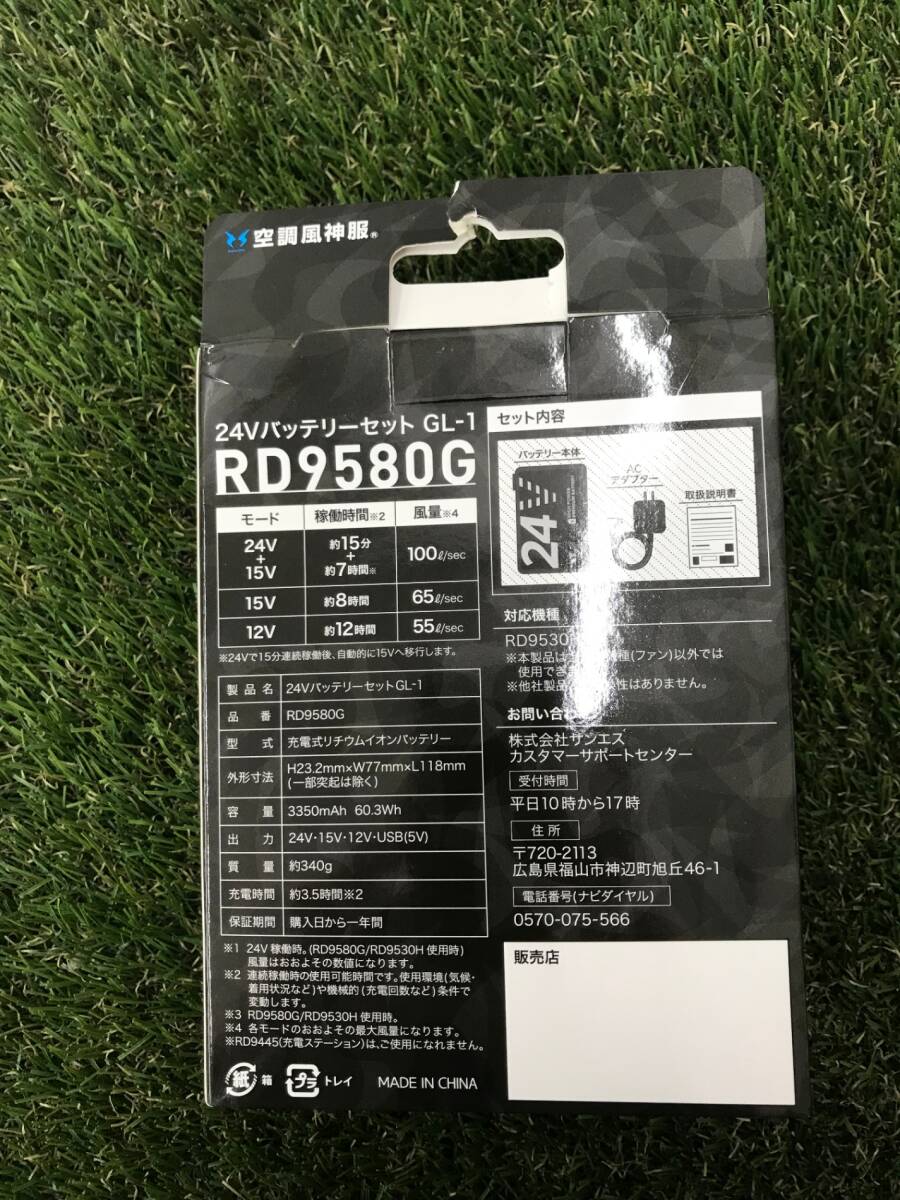 空調風神服®
24Vバッテリーセット GL-1
RD9580G
モード 稼働時間※2 風量※4
24V+15V 約15分+約7時間※ 100ℓ/sec
15V 約8時間 65ℓ/sec
12V 約12時間 55ℓ/sec
※24Vで15分連続稼働後、自動的に15Vへ移行します。
製品名 24VバッテリーセットGL-1
品番 RD9580G
型式 充電式リチウムイオンバッテリー
外形寸法 H23.2mm×W77mm×L118mm
(一部突起は除く)
容量 3350mAh 60.3Wh
出力 24V・15V・12V・USB(5V)
質量 約340g
充電時間 約3.5時間※2
保証期間 購入日から一年間
※1 24V稼働時。(RD9580G/RD9530H使用時)
風量はおおよその数値になります。
※2 連続稼働時の使用可能時間です。使用環境(気候・
着用状況など)や機械的(充電回数など)条件で
変動します。
※3 RD9580G/RD9530H使用時。
※4 各モードのおおよその最大風量になります。
※RD9445(充電ステーション)は、ご使用になれません。
紙 箱 プラ トレイ MADE IN CHINA
セット内容
バッテリー本体
24V
AC
アダプター
取扱説明書
対応機種
RD9530
※本製品は 機種(ファン)以外では
使用でき
※他社製品 性はありません。
お問い合
株式会社サンエス
カスタマーサポートセンター
受付時間
平日10時から17時
住所
〒720-2113
広島県福山市神辺町旭丘46-1
電話番号(ナビダイヤル)
0570-075-566
販売店